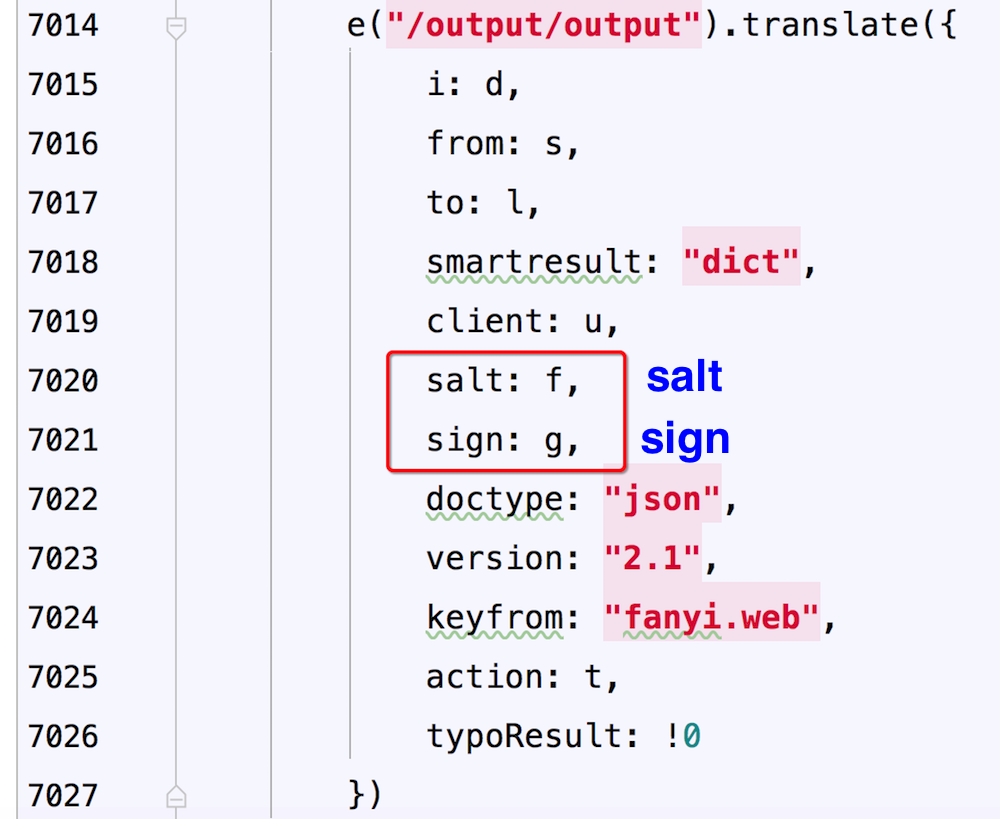 7014 e("/output/output").translate({
7015 i: d,
7016 from: s,
7017 to: l,
7018 smartresult: "dict",
7019 client: u,
7020 salt: f, salt
7021 sign: g, sign
7022 doctype: "json",
7023 version: "2.1",
7024 keyfrom: "fanyi.web",
7025 action: t,
7026 typoResult: !0
7027 })